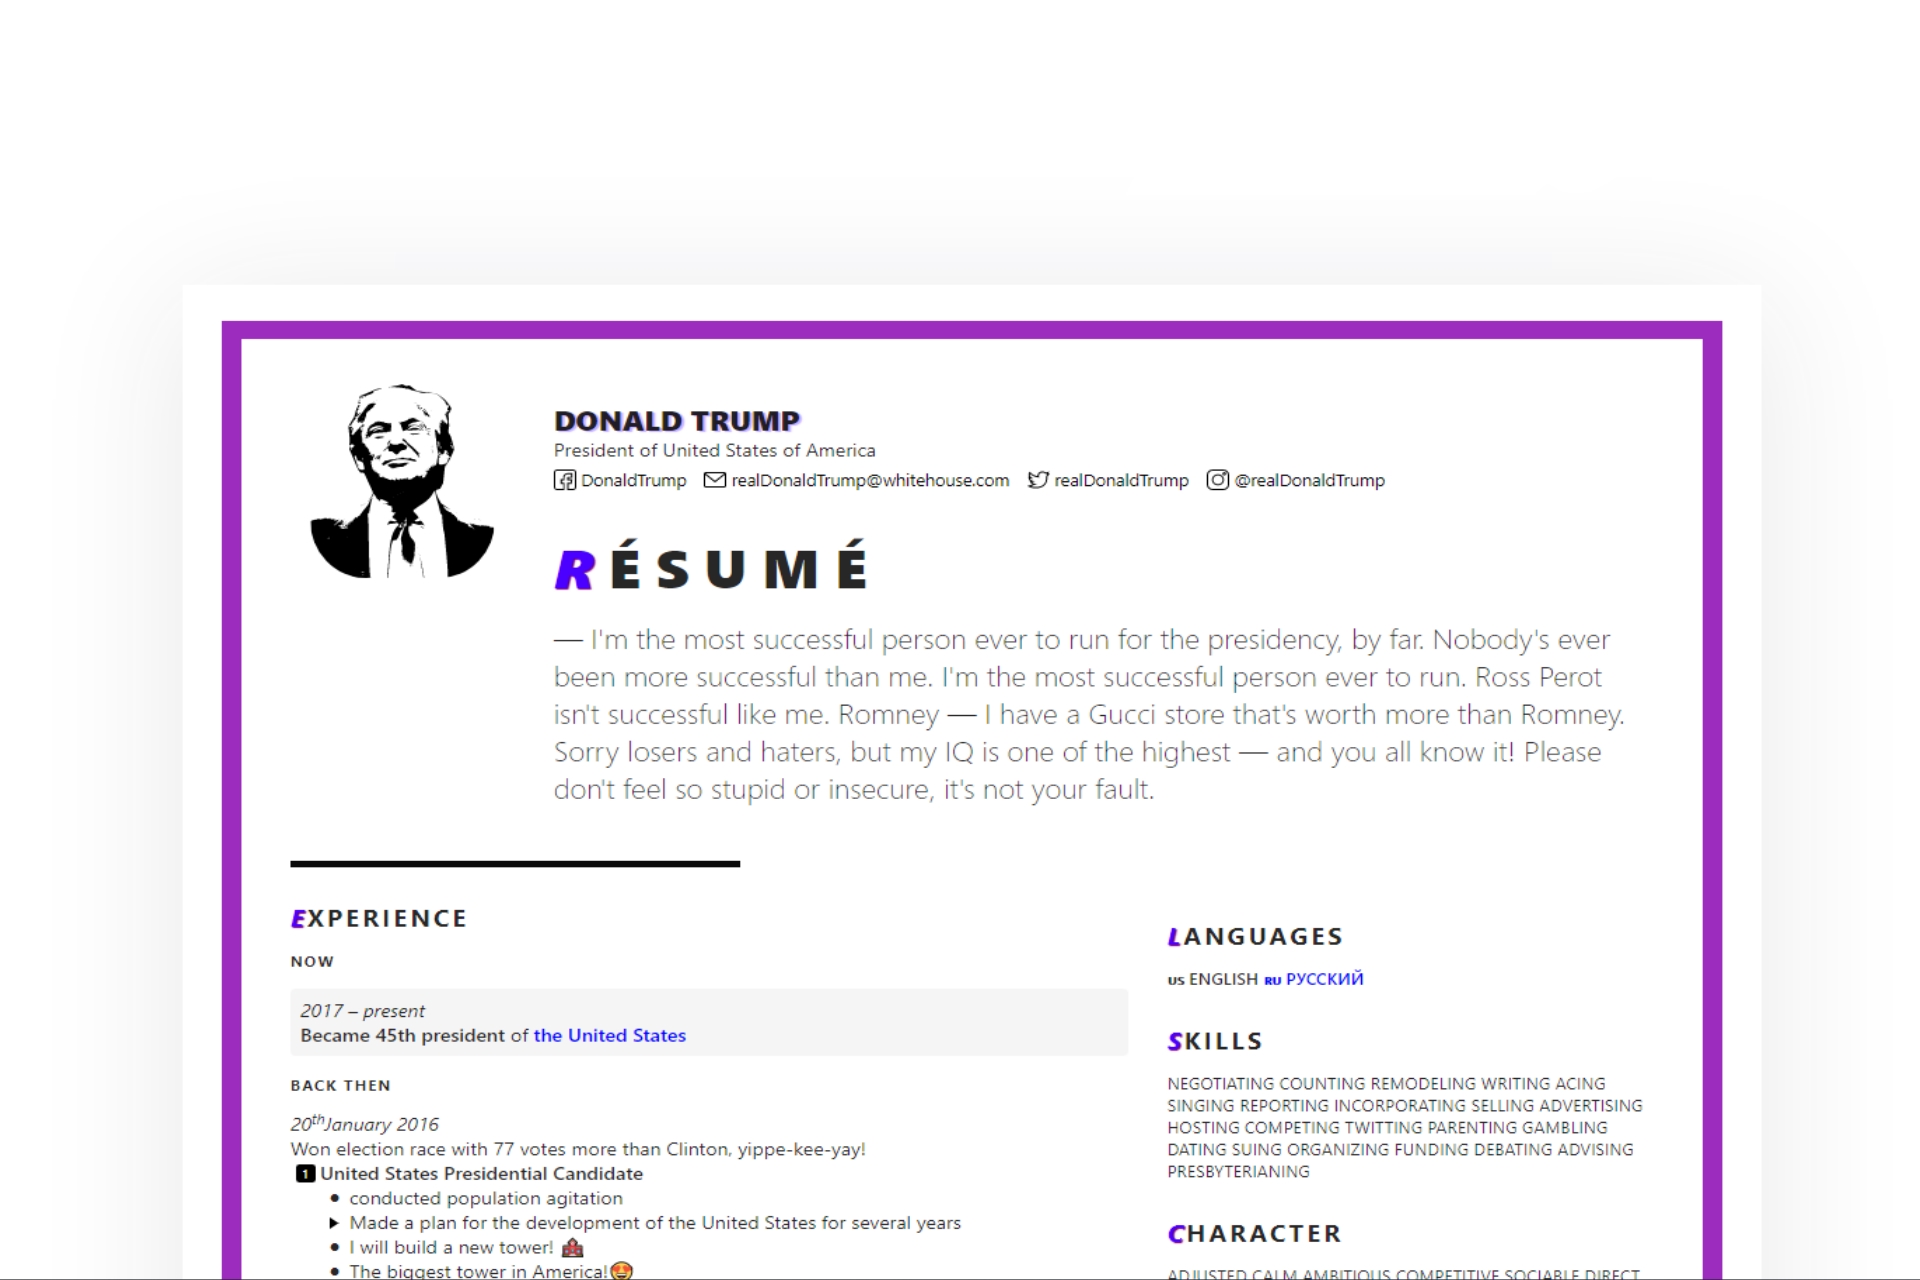 DONALD TRUMP
President of United States of America
DonaldTrump realDonaldTrump@whitehouse.com realDonaldTrump @realDonaldTrump
RÉSUMÉ
— I'm the most successful person ever to run for the presidency, by far. Nobody's ever
been more successful than me. I'm the most successful person ever to run. Ross Perot
isn't successful like me. Romney — I have a Gucci store that's worth more than Romney.
Sorry losers and haters, but my IQ is one of the highest — and you all know it! Please
don't feel so stupid or insecure, it's not your fault.
EXPERIENCE
NOW
2017 – present
Became 45th president of the United States
BACK THEN
20thJanuary 2016
Won election race with 77 votes more than Clinton, yippe-kee-yay!
1 United States Presidential Candidate
● conducted population agitation
▶ Made a plan for the development of the United States for several years
● I will build a new tower! 🏰
● The biggest tower in America!😍
LANGUAGES
US ENGLISH RU РУССКИЙ
SKILLS
NEGOTIATING COUNTING REMODELING WRITING ACING
SINGING REPORTING INCORPORATING SELLING ADVERTISING
HOSTING COMPETING TWITTING PARENTING GAMBLING
DATING SUING ORGANIZING FUNDING DEBATING ADVISING
PRESBYTERIANING
CHARACTER
ADJUSTED CALM AMBITIOUS COMPETITIVE SOCIABLE DIRECT